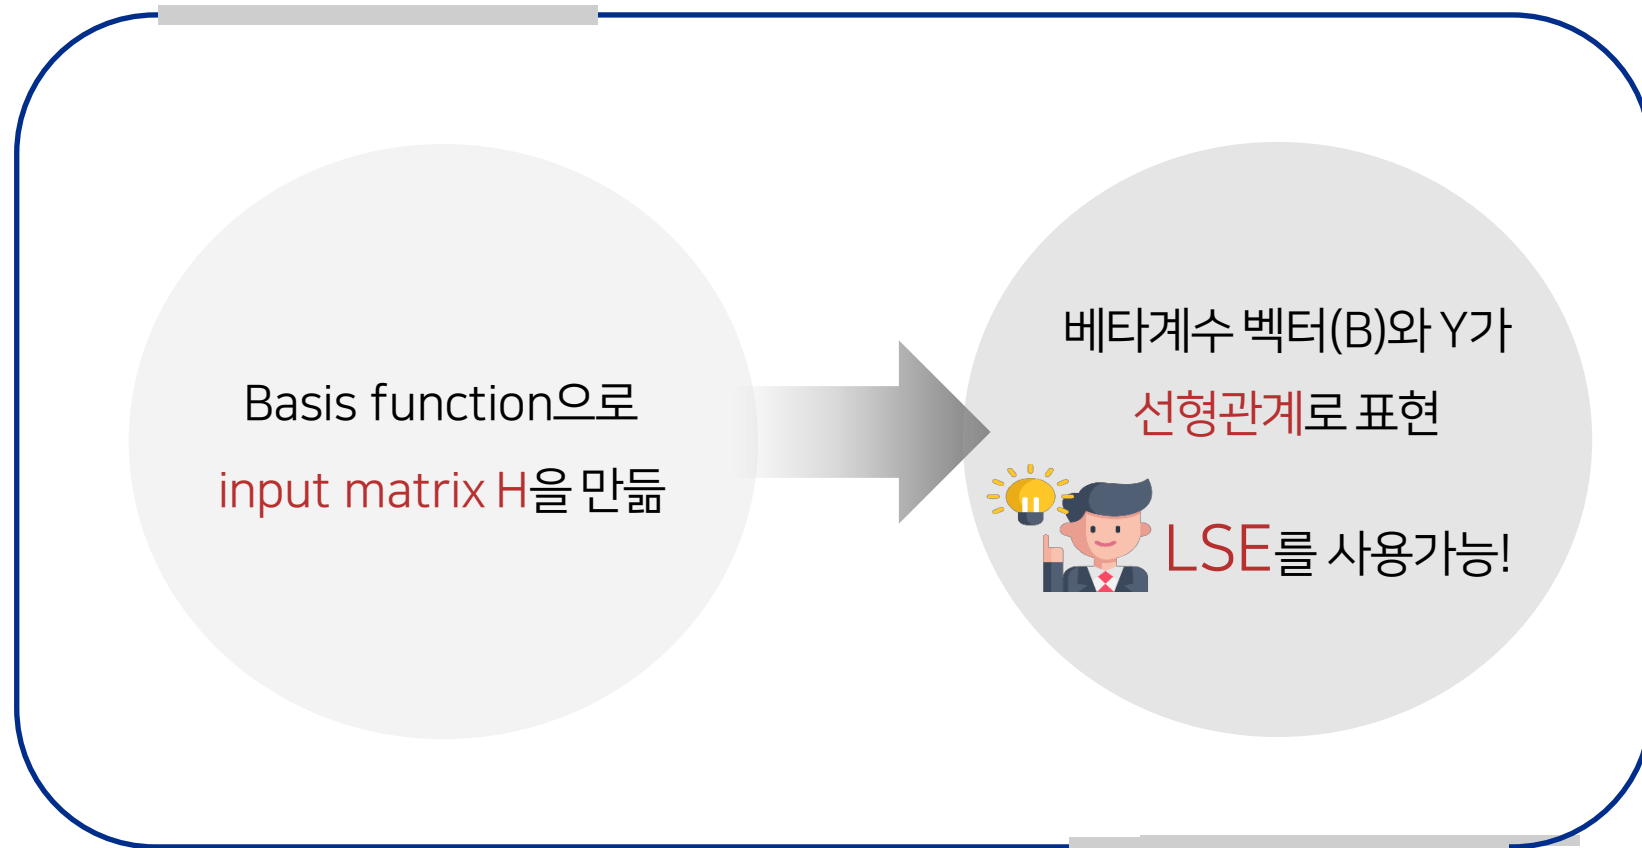 Basis function으로
input matrix H을 만듦
베타계수 벡터(B)와 Y가
선형관계로 표현
LSE를 사용가능!